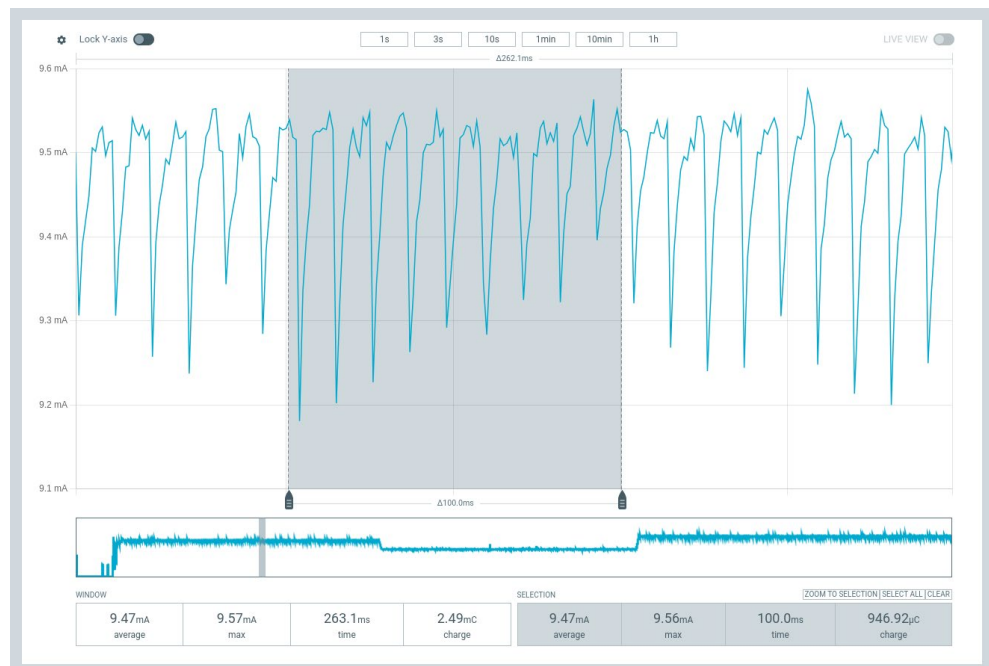 Lock Y-axis 1s 3s 10s 1min 10min 1h LIVE VIEW
Δ262.1ms
9.6 mA
9.5 mA
9.4 mA
9.3 mA
9.2 mA
9.1 mA
Δ100.0ms
WINDOW SELECTION ZOOM TO SELECTION | SELECT ALL | CLEAR
9.47mA 9.57mA 263.1ms 2.49mC 9.47mA 9.56mA 100.0ms 946.92µC
average max time charge average max time charge